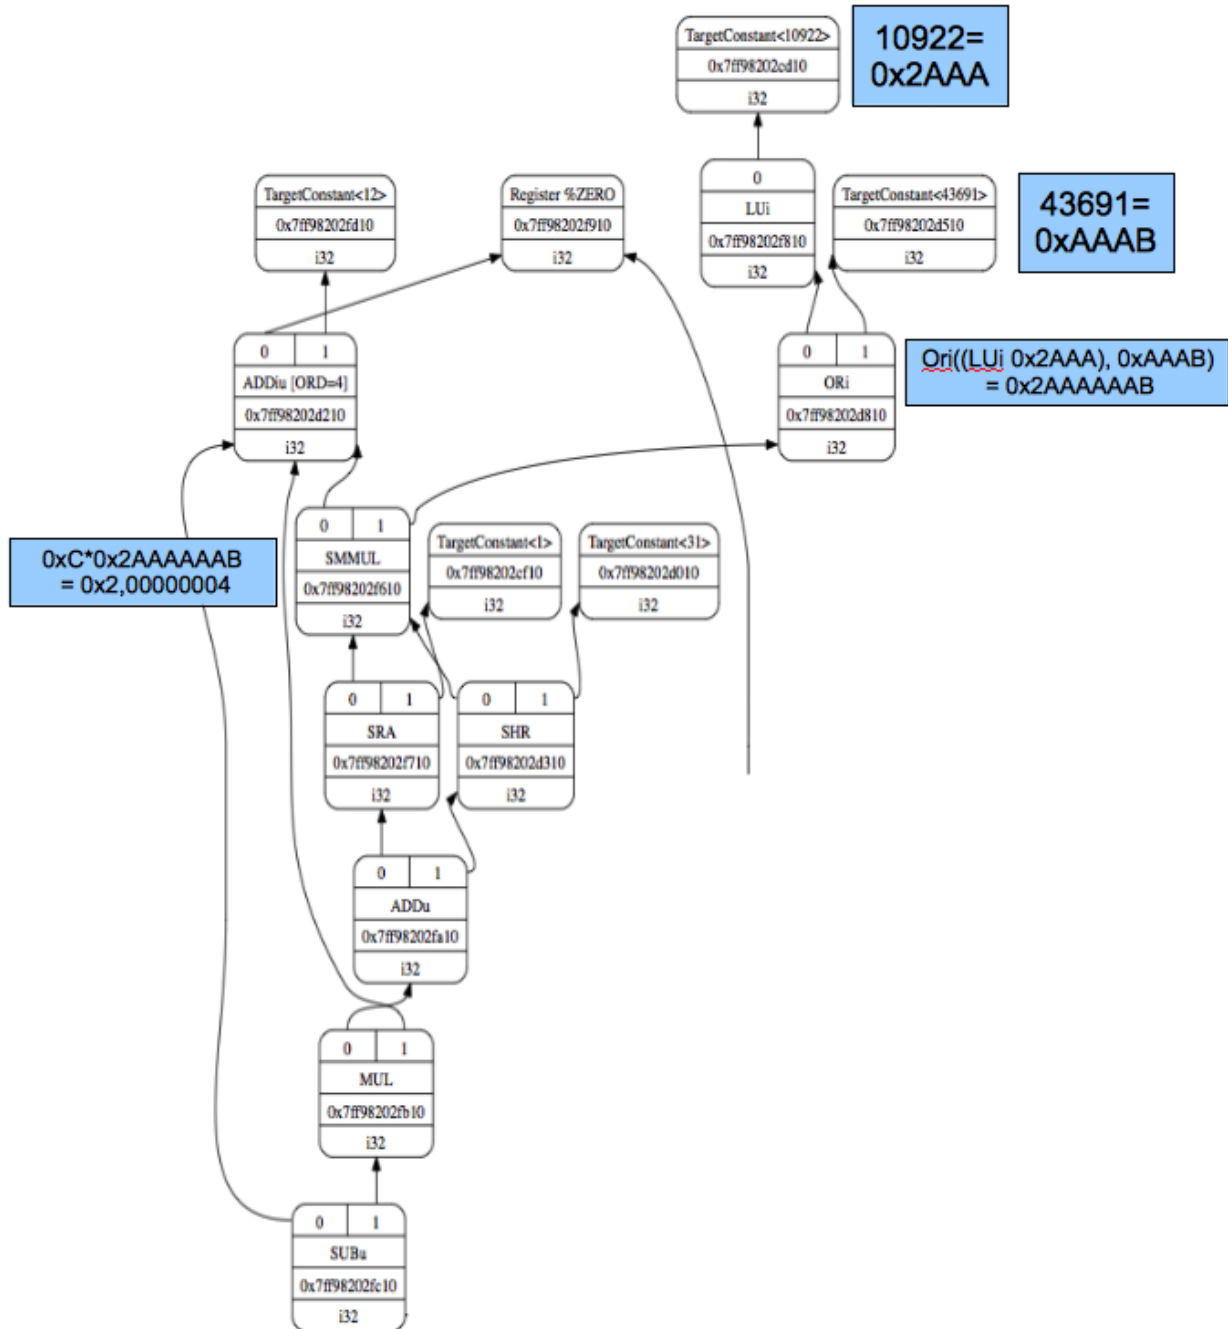 TargetConstant<10922>
0x7ff98202cd10
i32
10922=
0x2AAA
TargetConstant<12>
0x7ff98202fd10
i32
Register %ZERO
0x7ff98202f910
i32
0
LUi
0x7ff98202f810
i32
TargetConstant<43691>
0x7ff98202d510
i32
43691=
0xAAAB
0 1
ADDiu [ORD=4]
0x7ff98202d210
i32
0 1
ORi
0x7ff98202d810
i32
Ori((LUi 0x2AAA), 0xAAAB)
= 0x2AAAAAAB
0xC*0x2AAAAAAB
= 0x2,00000004
0 1
SMMUL
0x7ff98202f610
i32
TargetConstant<1>
0x7ff98202cf10
i32
TargetConstant<31>
0x7ff98202d010
i32
0 1
SRA
0x7ff98202f710
i32
0 1
SHR
0x7ff98202d310
i32
0 1
ADDu
0x7ff98202fa10
i32
0 1
MUL
0x7ff98202fb10
i32
0 1
SUBu
0x7ff98202fc10
i32